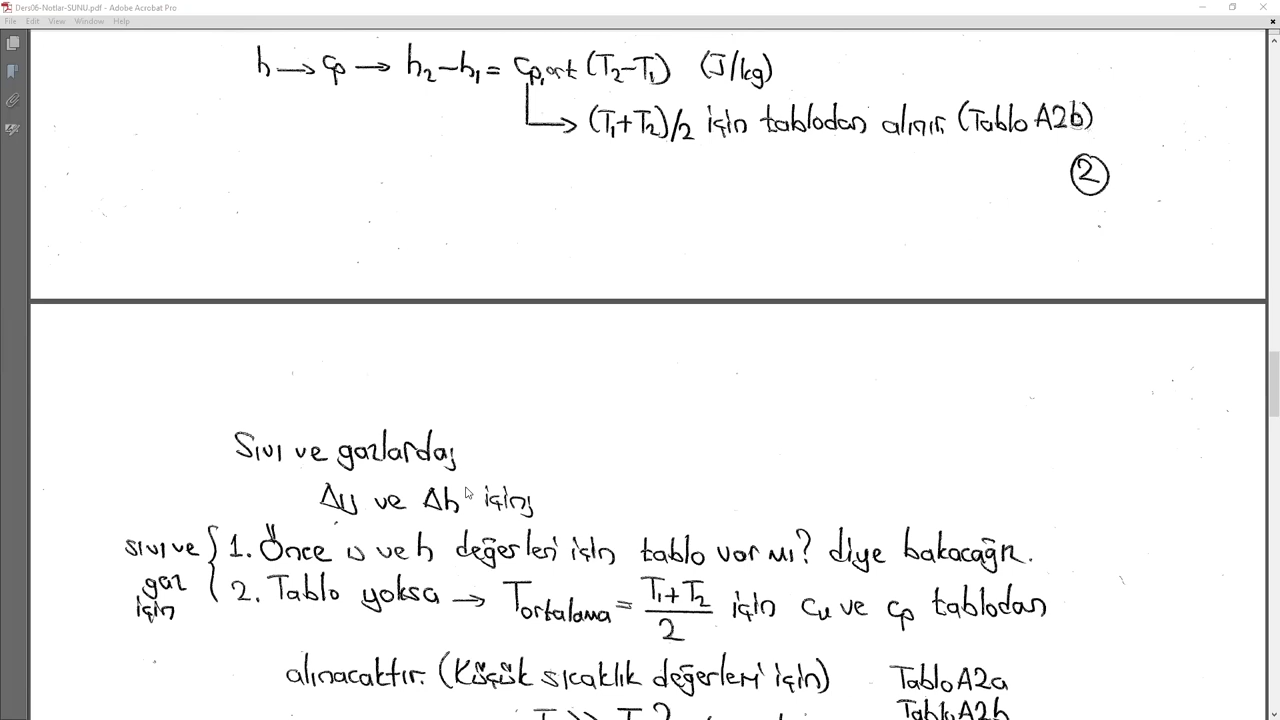 Ders06-Notlar-SUNU.pdf - Adobe Acrobat Pro
File Edit View Window Help
h → cp → h2-h1 = cp,ort (T2-T1) (J/kg)
(T1+T2)/2 için tablodan alınır. (Tablo A2b)
2
Sıvı ve gazlarda;
Δu ve Δh için;
sıvı ve gaz için
1. Önce u ve h değerleri için tablo var mı? diye bakacağız.
2. Tablo yoksa → Tortalama = T1+T2 / 2 için cu ve cp tablodan
alınacaktır. (Küçük sıcaklık değerleri için) Tablo A2a
T >> T ? Tablo A2b